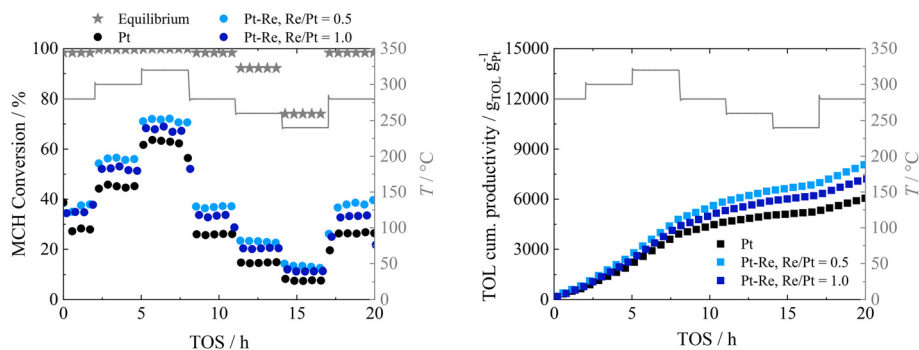 Equilibrium
Pt
Pt-Re, Re/Pt = 0.5
Pt-Re, Re/Pt = 1.0
MCH Conversion / %
100
80
60
40
20
0
350
300
250
200
150
100
50
0
T / °C
0 5 10 15 20
TOS / h
TOL cum. productivity / g_TOL g_Pt^-1
15000
12000
9000
6000
3000
0
350
300
250
200
150
100
50
0
T / °C
Pt
Pt-Re, Re/Pt = 0.5
Pt-Re, Re/Pt = 1.0
0 5 10 15 20
TOS / h